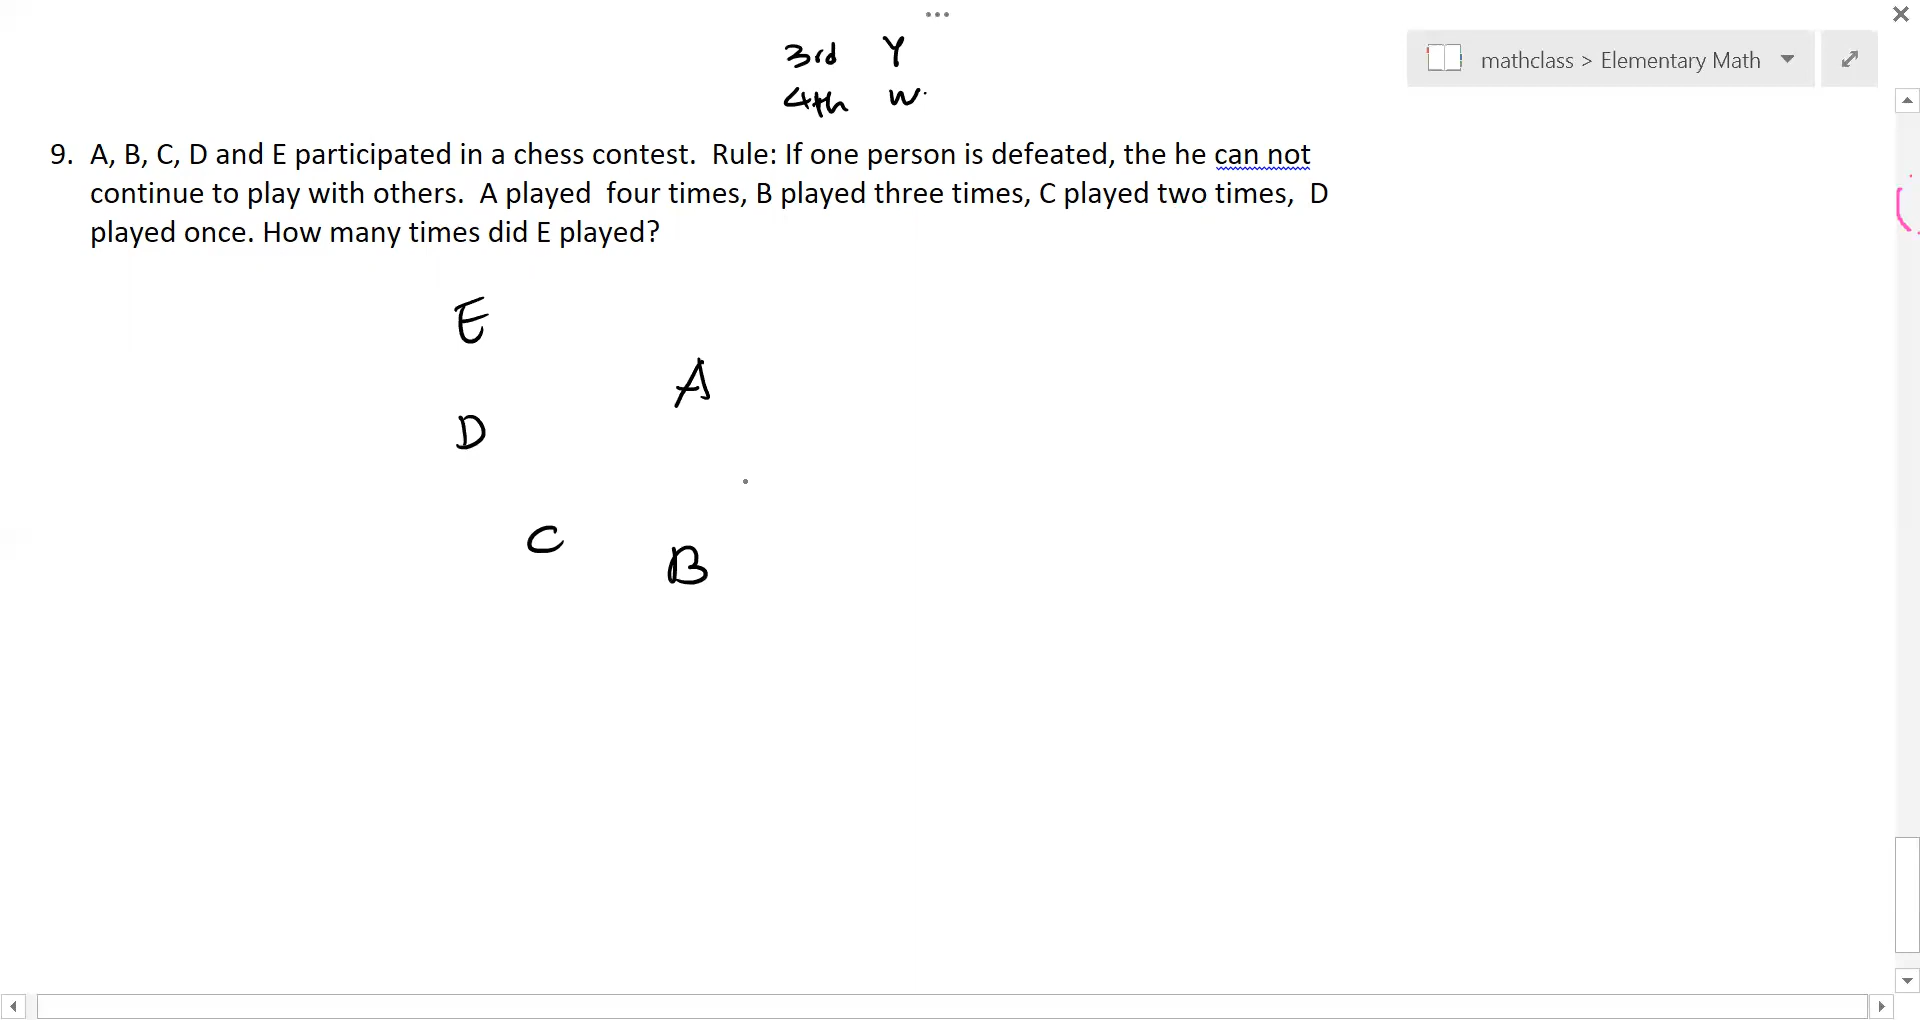 3rd Y
mathclass > Elementary Math
4th W
9. A, B, C, D and E participated in a chess contest. Rule: If one person is defeated, the he can not
continue to play with others. A played four times, B played three times, C played two times, D
played once. How many times did E played?
E
A
D
C
B